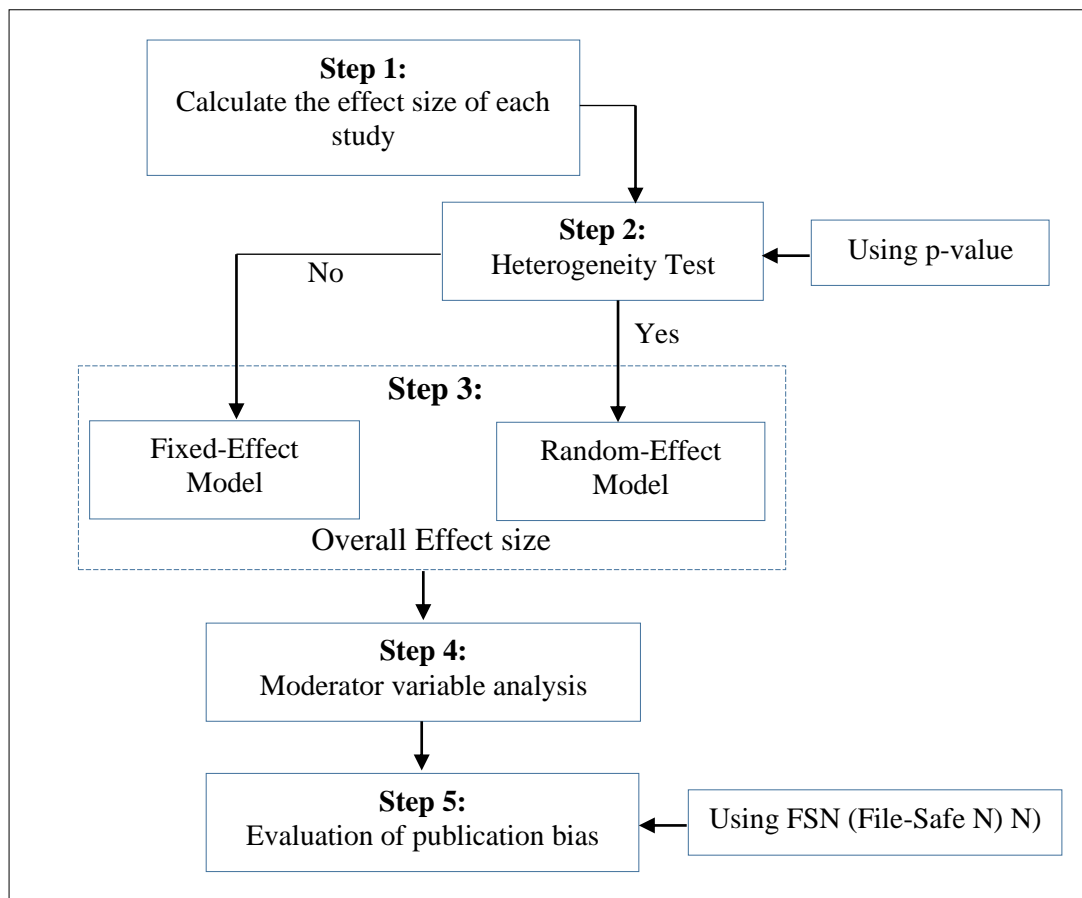 Step 1:
Calculate the effect size of each
study
Step 2:
Heterogeneity Test
Using p-value
No
Yes
Step 3:
Fixed-Effect
Model
Random-Effect
Model
Overall Effect size
Step 4:
Moderator variable analysis
Step 5:
Evaluation of publication bias
Using FSN (File-Safe N) N)